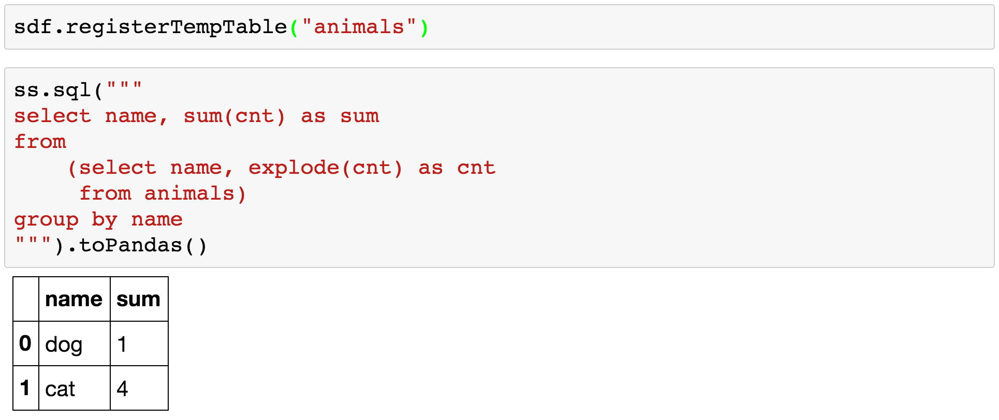 sdf.registerTempTable("animals")
ss.sql("""
select name, sum(cnt) as sum
from
    (select name, explode(cnt) as cnt
     from animals)
group by name
""").toPandas()
name sum
0 dog 1
1 cat 4